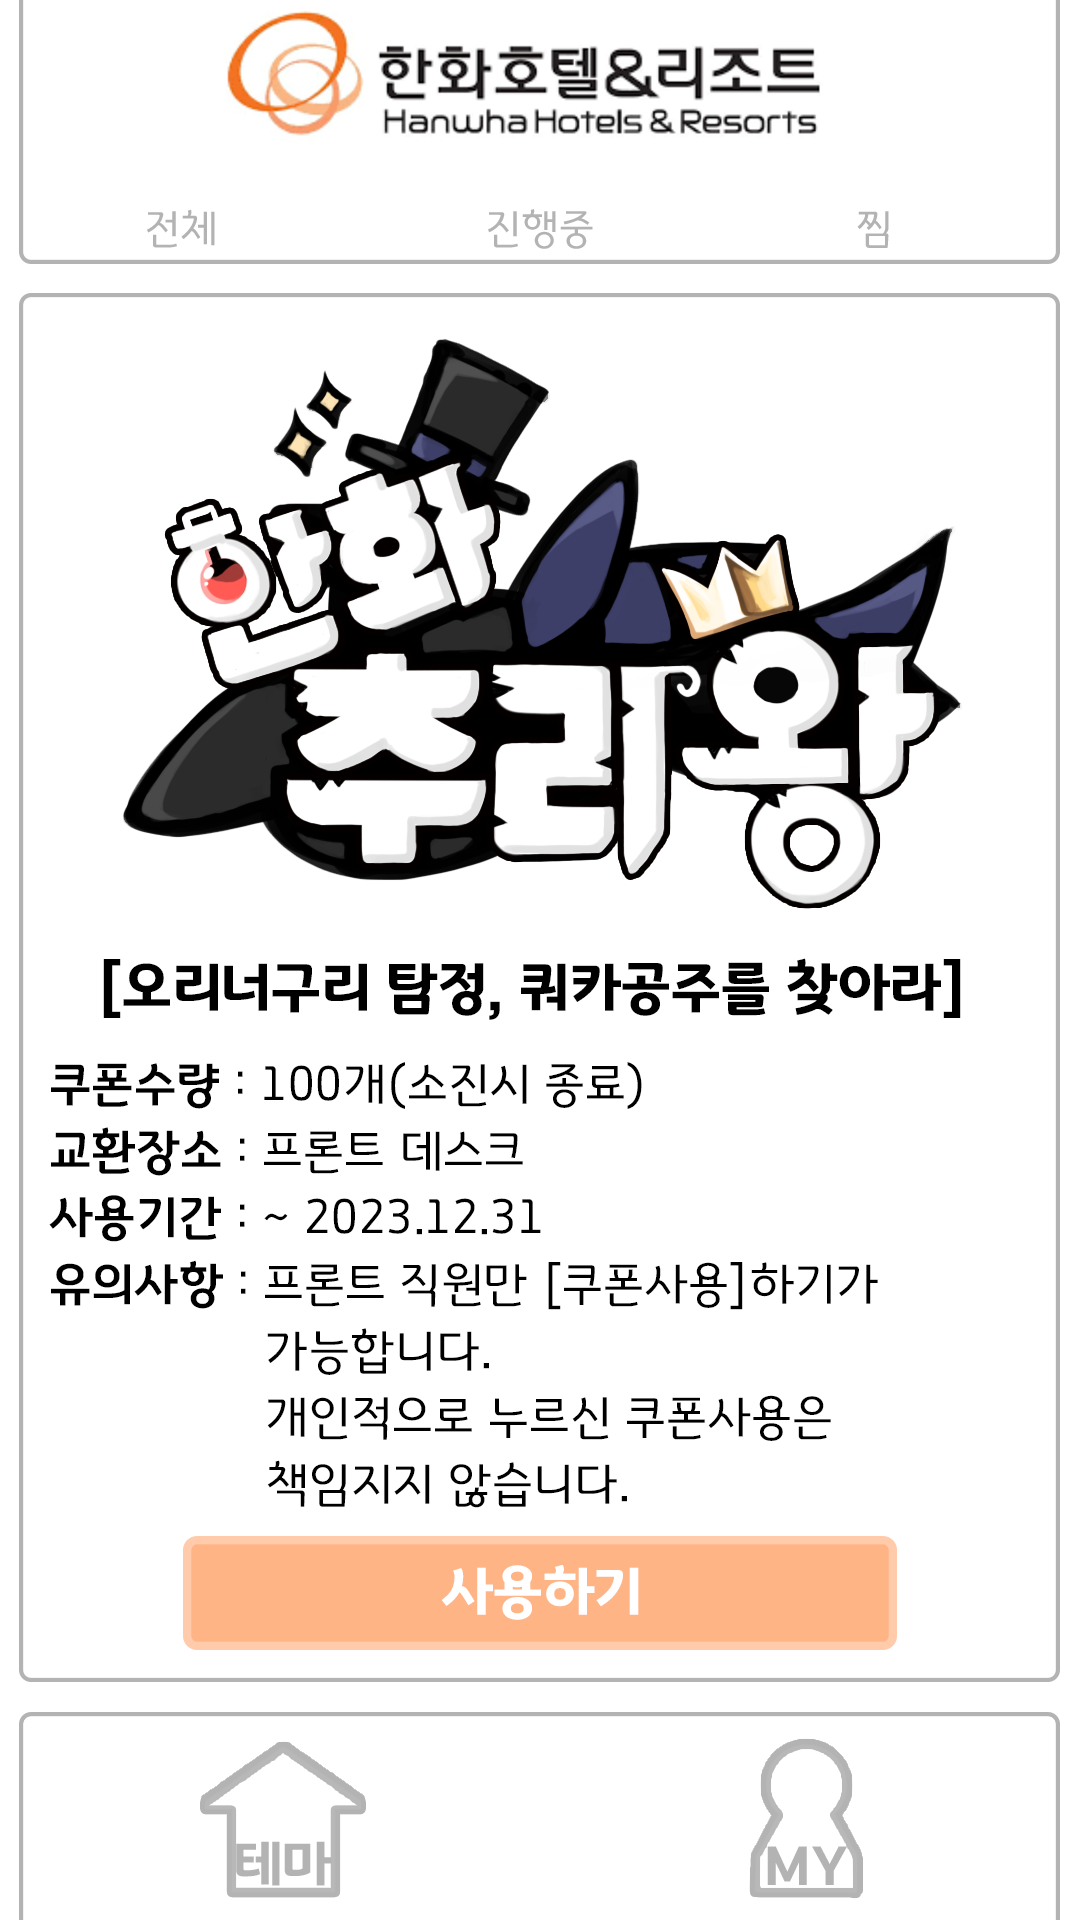 한화호텔&리조트
Hanwha Hotels & Resorts
전체 진행중 찜
한화
추리왕
[오리너구리 탐정, 쿼카공주를 찾아라]
쿠폰수량 : 100개(소진시 종료)
교환장소 : 프론트 데스크
사용기간 : ~ 2023.12.31
유의사항 : 프론트 직원만 [쿠폰사용]하기가
가능합니다.
개인적으로 누르신 쿠폰사용은
책임지지 않습니다.
사용하기
테마 MY